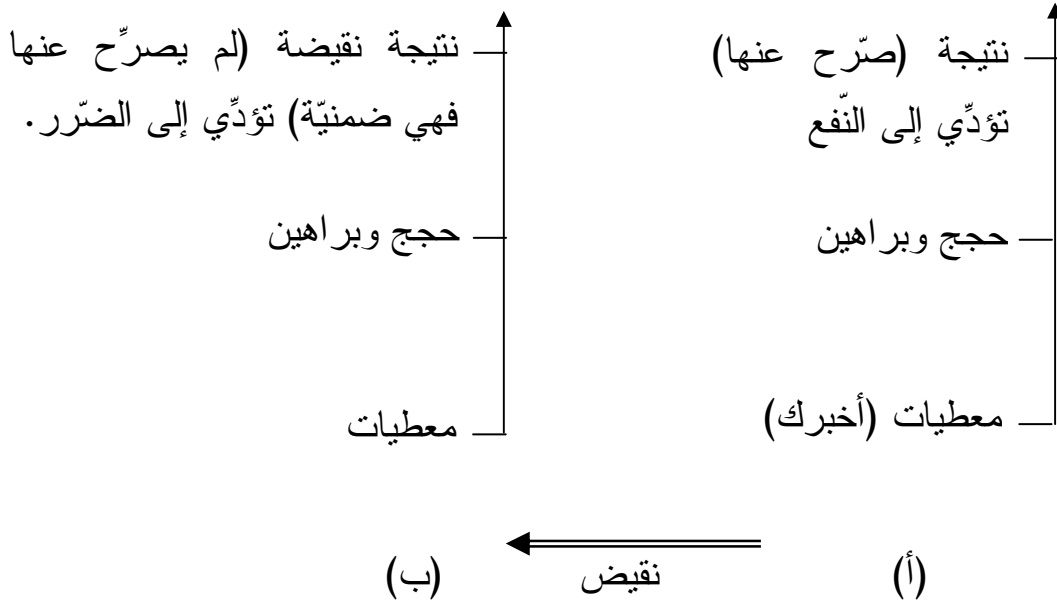 نتيجة (صّرح عنها)
تؤدِّي إلى النّفع
حجج وبراهين
معطيات (أخبرك)
(أ)
نتيجة نقيضة (لم يصرِّح عنها
فهي ضمنيّة) تؤدِّي إلى الضّرر.
حجج وبراهين
معطيات
(ب)
نقيض